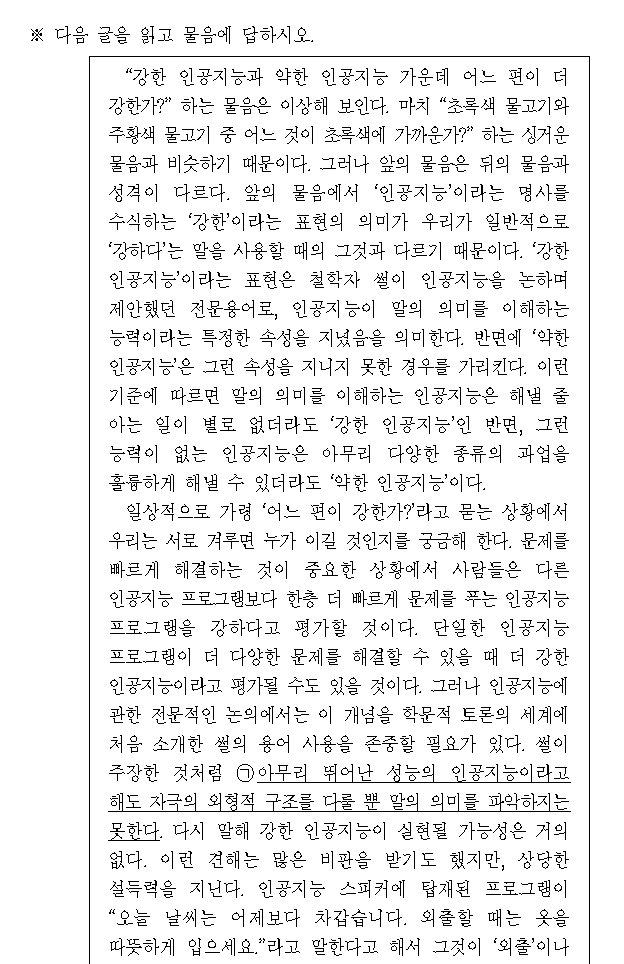 ※ 다음 글을 읽고 물음에 답하시오.
“강한 인공지능과 약한 인공지능 가운데 어느 편이 더
강한가?” 하는 물음은 이상해 보인다. 마치 “초록색 물고기와
주황색 물고기 중 어느 것이 초록색에 가까운가?” 하는 싱거운
물음과 비슷하기 때문이다. 그러나 앞의 물음은 뒤의 물음과
성격이 다르다. 앞의 물음에서 ‘인공지능’이라는 명사를
수식하는 ‘강한’이라는 표현의 의미가 우리가 일반적으로
‘강하다’는 말을 사용할 때의 그것과 다르기 때문이다. ‘강한
인공지능’이라는 표현은 철학자 썰이 인공지능을 논하며
제안했던 전문용어로, 인공지능이 말의 의미를 이해하는
능력이라는 특정한 속성을 지녔음을 의미한다. 반면에 ‘약한
인공지능’은 그런 속성을 지니지 못한 경우를 가리킨다. 이런
기준에 따르면 말의 의미를 이해하는 인공지능은 해낼 줄
아는 일이 별로 없더라도 ‘강한 인공지능’인 반면, 그런
능력이 없는 인공지능은 아무리 다양한 종류의 과업을
훌륭하게 해낼 수 있더라도 ‘약한 인공지능’이다.
일상적으로 가령 ‘어느 편이 강한가?’라고 묻는 상황에서
우리는 서로 겨루면 누가 이길 것인지를 궁금해 한다. 문제를
빠르게 해결하는 것이 중요한 상황에서 사람들은 다른
인공지능 프로그램보다 한층 더 빠르게 문제를 푸는 인공지능
프로그램을 강하다고 평가할 것이다. 단일한 인공지능
프로그램이 더 다양한 문제를 해결할 수 있을 때 더 강한
인공지능이라고 평가될 수도 있을 것이다. 그러나 인공지능에
관한 전문적인 논의에서는 이 개념을 학문적 토론의 세계에
처음 소개한 썰의 용어 사용을 존중할 필요가 있다. 썰이
주장한 것처럼 ㉠아무리 뛰어난 성능의 인공지능이라고
해도 자극의 외형적 구조를 다룰 뿐 말의 의미를 파악하지는
못한다. 다시 말해 강한 인공지능이 실현될 가능성은 거의
없다. 이런 견해는 많은 비판을 받기도 했지만, 상당한
설득력을 지닌다. 인공지능 스피커에 탑재된 프로그램이
“오늘 날씨는 어제보다 차갑습니다. 외출할 때는 옷을
따뜻하게 입으세요.”라고 말한다고 해서 그것이 ‘외출’이나